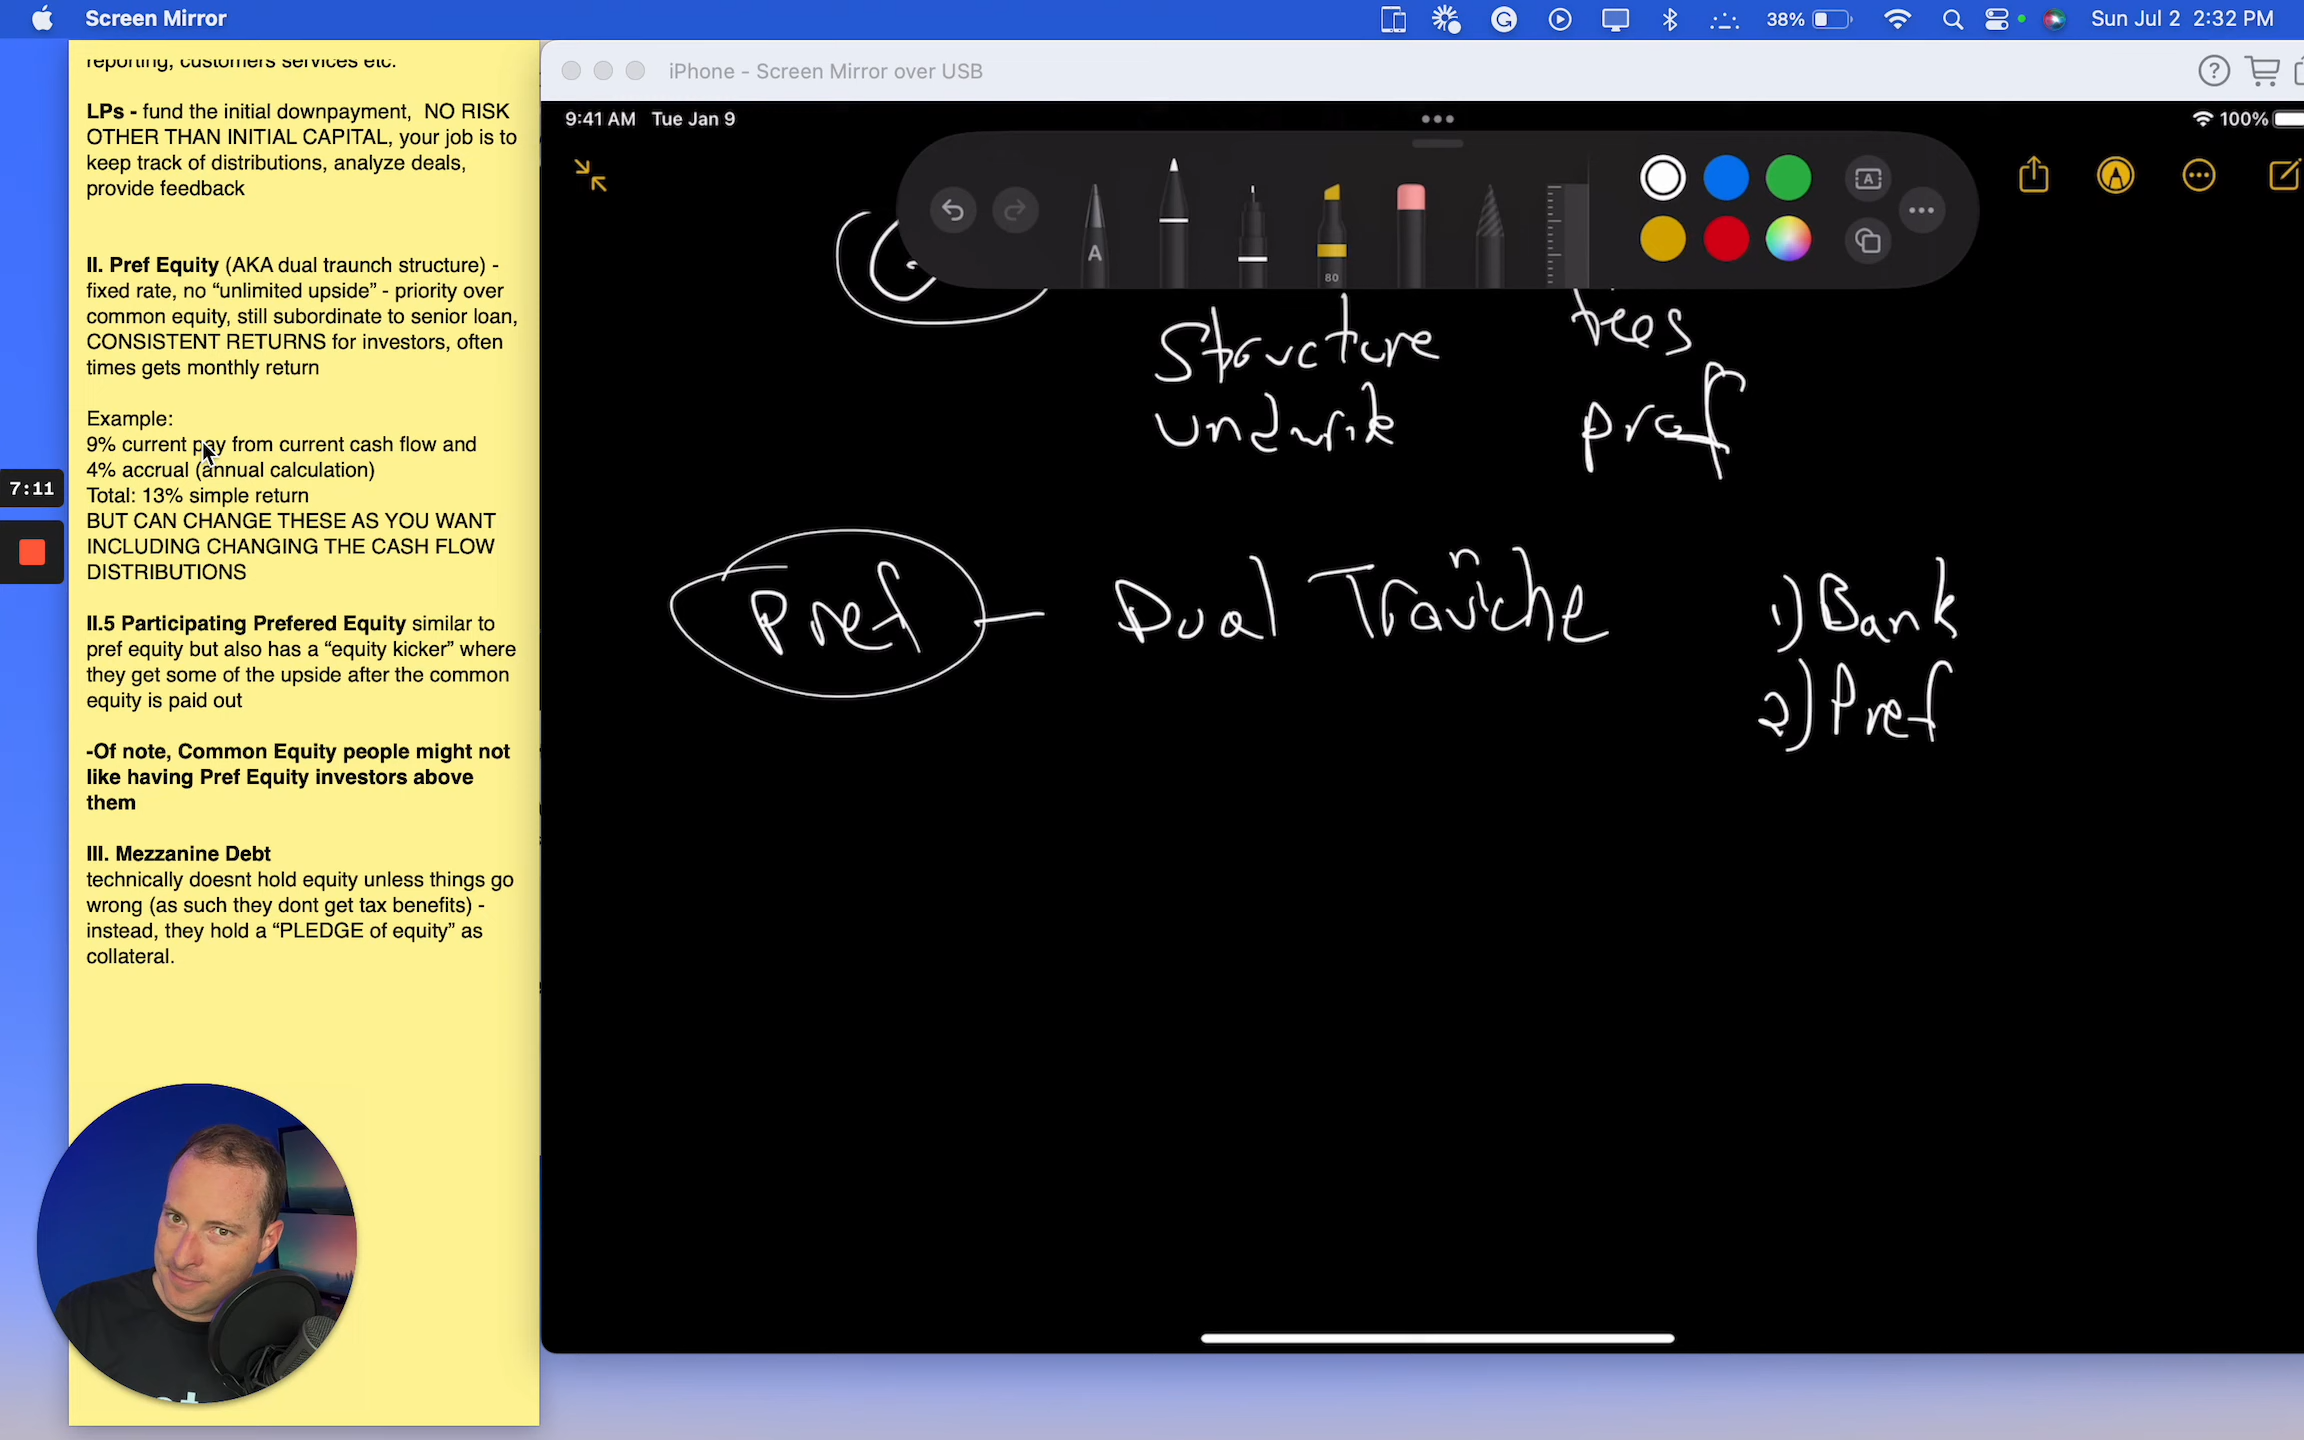 Screen Mirror
38%
Sun Jul 2 2:32 PM
reporting, customers services etc.
LPs - fund the initial downpayment, NO RISK
OTHER THAN INITIAL CAPITAL, your job is to
keep track of distributions, analyze deals,
provide feedback
II. Pref Equity (AKA dual traunch structure) -
fixed rate, no “unlimited upside” - priority over
common equity, still subordinate to senior loan,
CONSISTENT RETURNS for investors, often
times gets monthly return
Example:
9% current pay from current cash flow and
4% accrual (annual calculation)
Total: 13% simple return
BUT CAN CHANGE THESE AS YOU WANT
INCLUDING CHANGING THE CASH FLOW
DISTRIBUTIONS
II.5 Participating Prefered Equity similar to
pref equity but also has a “equity kicker” where
they get some of the upside after the common
equity is paid out
-Of note, Common Equity people might not
like having Pref Equity investors above
them
III. Mezzanine Debt
technically doesnt hold equity unless things go
wrong (as such they dont get tax benefits) -
instead, they hold a “PLEDGE of equity” as
collateral.
7:11
iPhone - Screen Mirror over USB
9:41 AM Tue Jan 9
100%
A
80
A
Structure
fees
pref
Pref - Dual Tranche
1) Bank
2) Pref